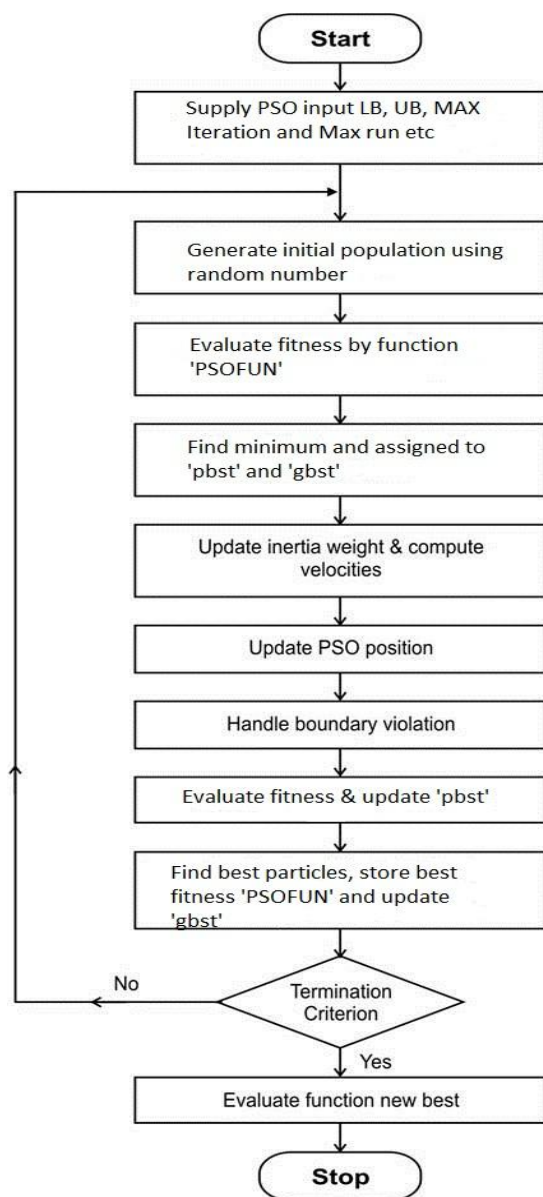 Start
Supply PSO input LB, UB, MAX
Iteration and Max run etc
Generate initial population using
random number
Evaluate fitness by function
'PSOFUN'
Find minimum and assigned to
'pbst' and 'gbst'
Update inertia weight & compute
velocities
Update PSO position
Handle boundary violation
Evaluate fitness & update 'pbst'
Find best particles, store best
fitness 'PSOFUN' and update
'gbst'
No
Termination
Criterion
Yes
Evaluate function new best
Stop